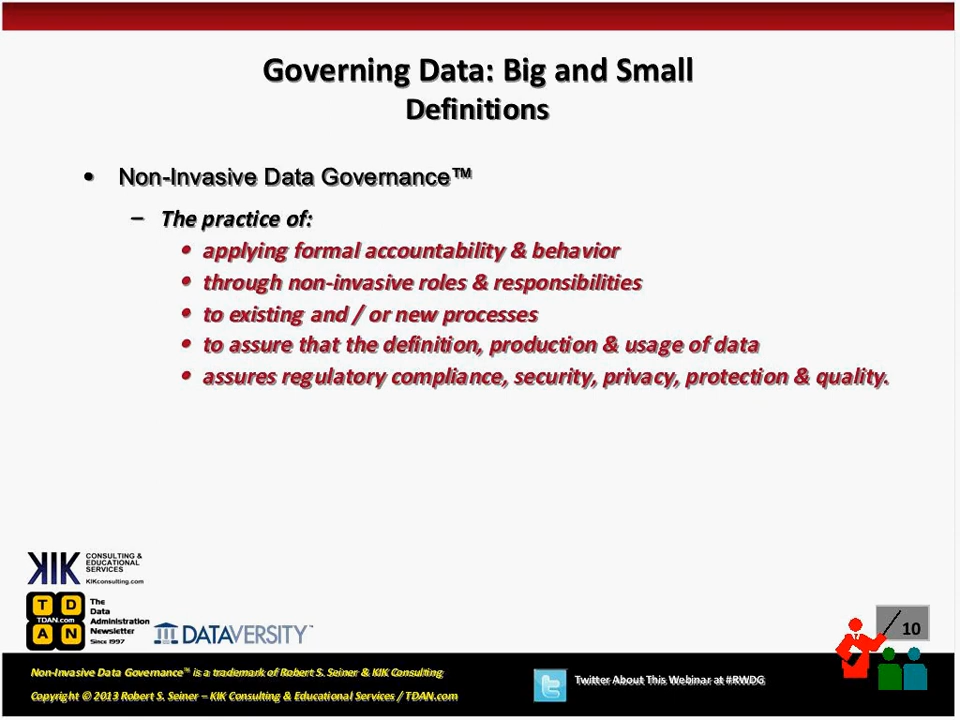 Governing Data: Big and Small
Definitions
• Non-Invasive Data Governance™
– The practice of:
• applying formal accountability & behavior
• through non-invasive roles & responsibilities
• to existing and / or new processes
• to assure that the definition, production & usage of data
• assures regulatory compliance, security, privacy, protection & quality.
KIK CONSULTING &
EDUCATIONAL
SERVICES
KIKconsulting.com
T D
TDAN.com
A N
The
Data
Administration
Newsletter
Since 1997
DATAVERSITY™
10
Non-Invasive Data Governance™ is a trademark of Robert S. Seiner & KIK Consulting
Copyright © 2013 Robert S. Seiner – KIK Consulting & Educational Services / TDAN.com
Twitter About This Webinar at #RWDG